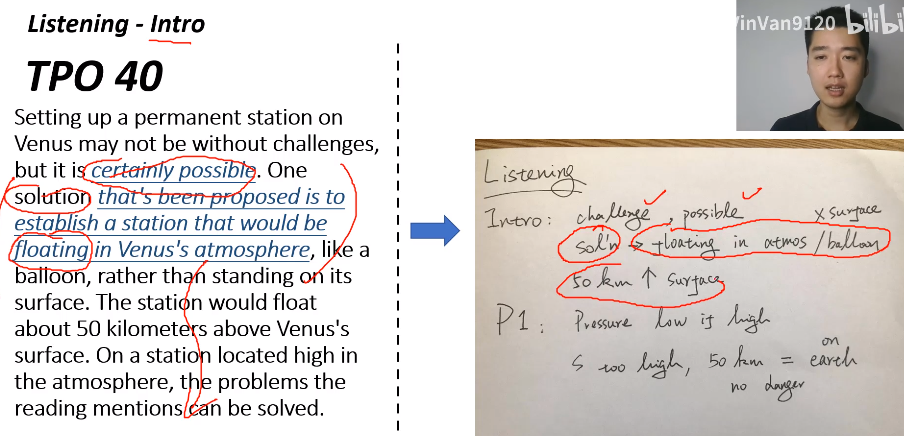 Listening - Intro
TPO 40
Setting up a permanent station on
Venus may not be without challenges,
but it is certainly possible. One
solution that's been proposed is to
establish a station that would be
floating in Venus's atmosphere, like a
balloon, rather than standing on its
surface. The station would float
about 50 kilometers above Venus's
surface. On a station located high in
the atmosphere, the problems the
reading mentions can be solved.
VinVan9120 bilibili
Listening
Intro: challenge, possible x surface
sol'n → floating in atmos/balloon
50 km ↑ surface
P1: Pressure low if high
S too high, 50 km = on earth
no danger